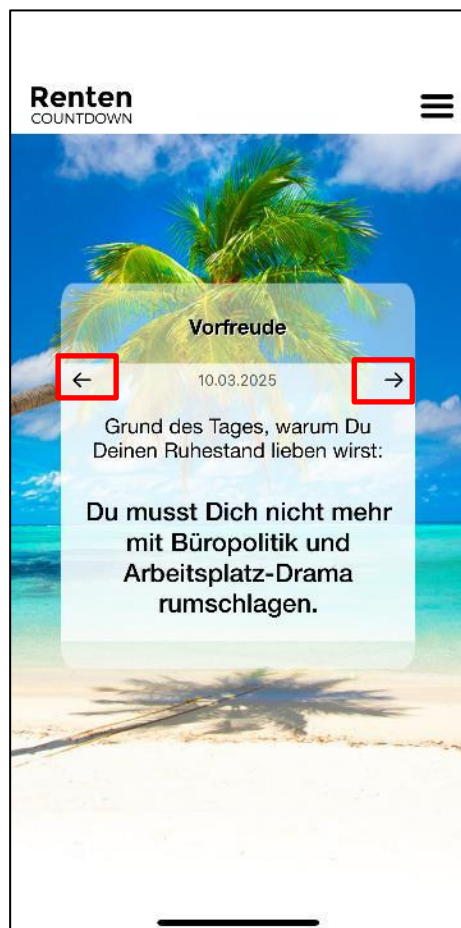 Renten
COUNTDOWN
Vorfreude
← 10.03.2025 →
Grund des Tages, warum Du
Deinen Ruhestand lieben wirst:
Du musst Dich nicht mehr
mit Büropolitik und
Arbeitsplatz-Drama
rumschlagen.